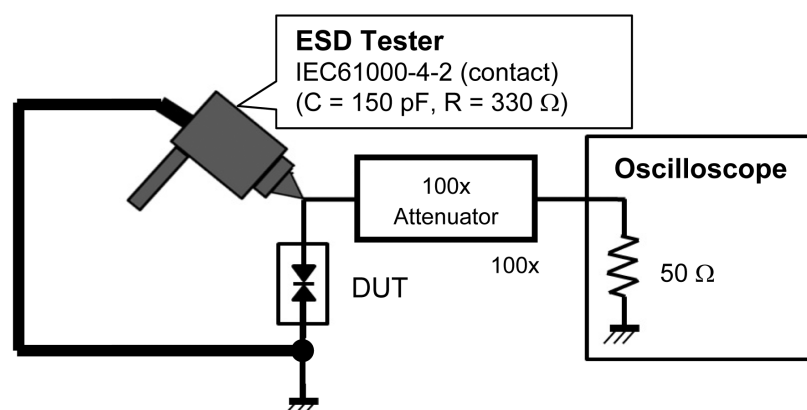 ESD Tester
IEC61000-4-2 (contact)
(C = 150 pF, R = 330 Ω)
100x
Attenuator
100x
Oscilloscope
50 Ω
DUT